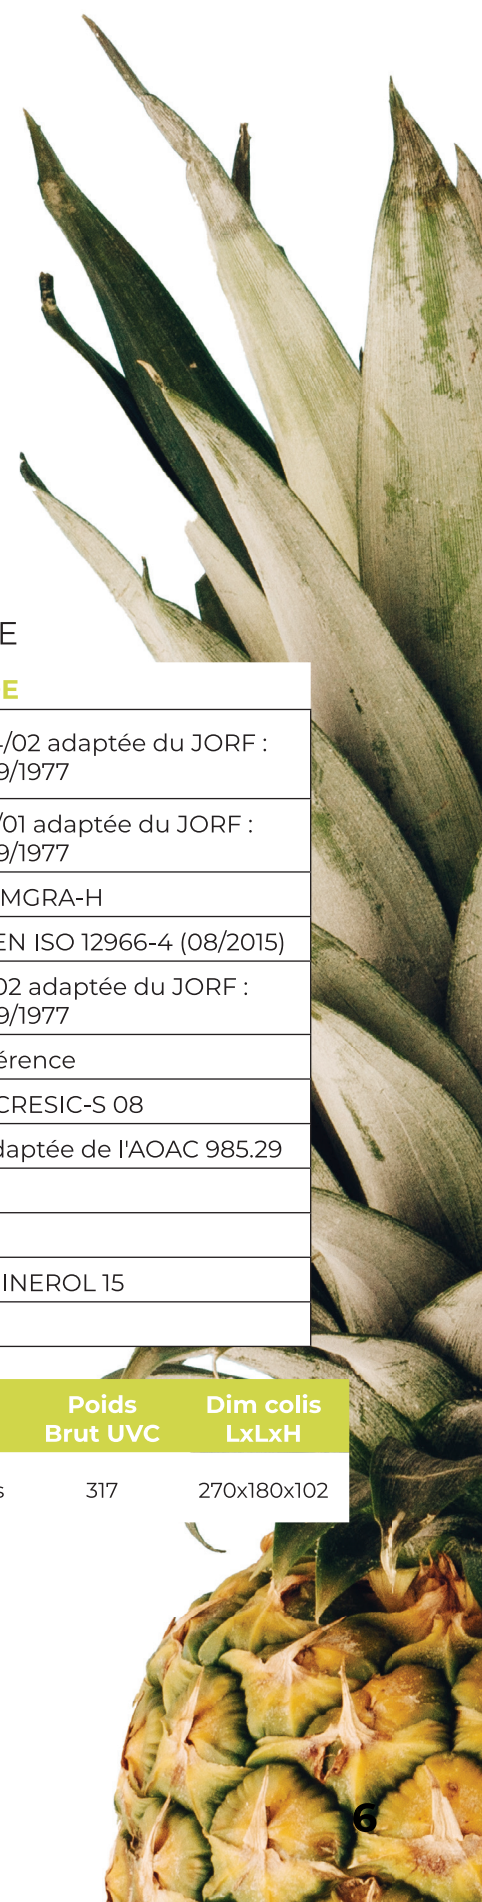 E
E
4/02 adaptée du JORF :
9/1977
/01 adaptée du JORF :
9/1977
MGRA-H
EN ISO 12966-4 (08/2015)
02 adaptée du JORF :
9/1977
érence
CRESIC-S 08
daptée de l'AOAC 985.29
INEROL 15
Poids Dim colis
Brut UVC LxLxH
s 317 270x180x102
6